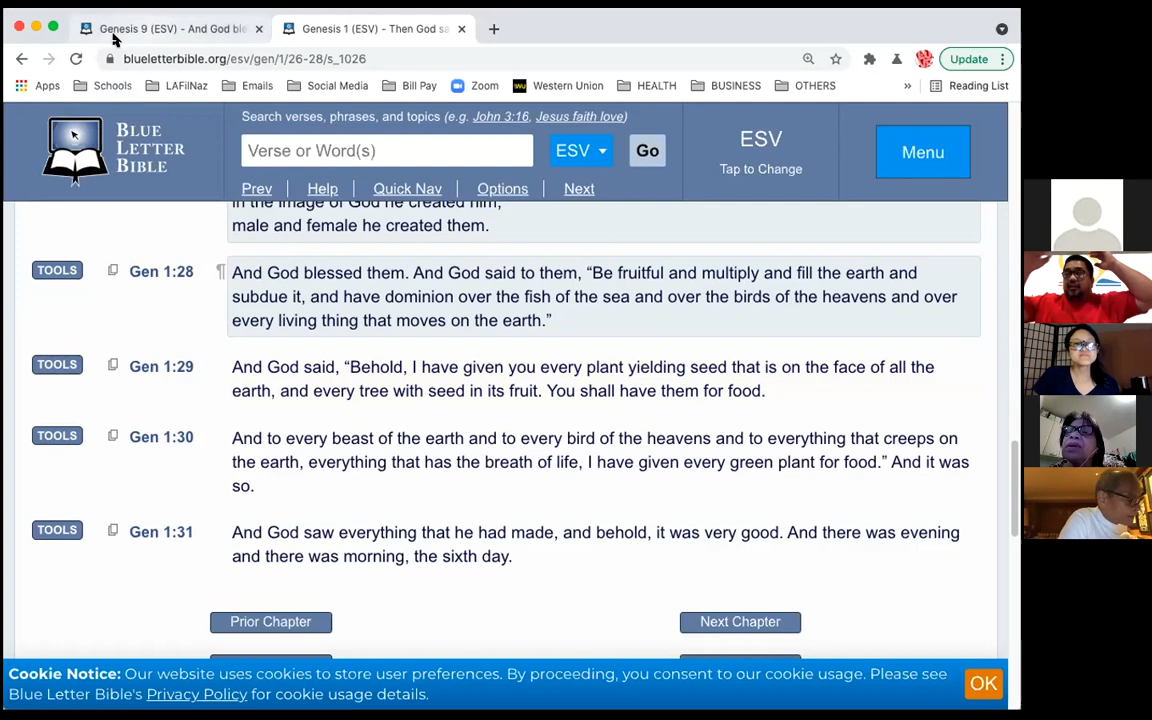 Genesis 9 (ESV) - And God ble
Genesis 1 (ESV) - Then God sa
blueletterbible.org/esv/gen/1/26-28/s_1026
Update
Apps
Schools
LAFilNaz
Emails
Social Media
Bill Pay
Zoom
Western Union
HEALTH
BUSINESS
OTHERS
»
Reading List
BLUE
LETTER
BIBLE
Search verses, phrases, and topics (e.g. John 3:16, Jesus faith love)
Verse or Word(s)
ESV
Go
Prev
Help
Quick Nav
Options
Next
ESV
Tap to Change
Menu
in the image of God he created him;
male and female he created them.
TOOLS
Gen 1:28
¶
And God blessed them. And God said to them, “Be fruitful and multiply and fill the earth and
subdue it, and have dominion over the fish of the sea and over the birds of the heavens and over
every living thing that moves on the earth.”
TOOLS
Gen 1:29
And God said, “Behold, I have given you every plant yielding seed that is on the face of all the
earth, and every tree with seed in its fruit. You shall have them for food.
TOOLS
Gen 1:30
And to every beast of the earth and to every bird of the heavens and to everything that creeps on
the earth, everything that has the breath of life, I have given every green plant for food.” And it was
so.
TOOLS
Gen 1:31
And God saw everything that he had made, and behold, it was very good. And there was evening
and there was morning, the sixth day.
Prior Chapter
Next Chapter
Cookie Notice: Our website uses cookies to store user preferences. By proceeding, you consent to our cookie usage. Please see
Blue Letter Bible's Privacy Policy for cookie usage details.
OK